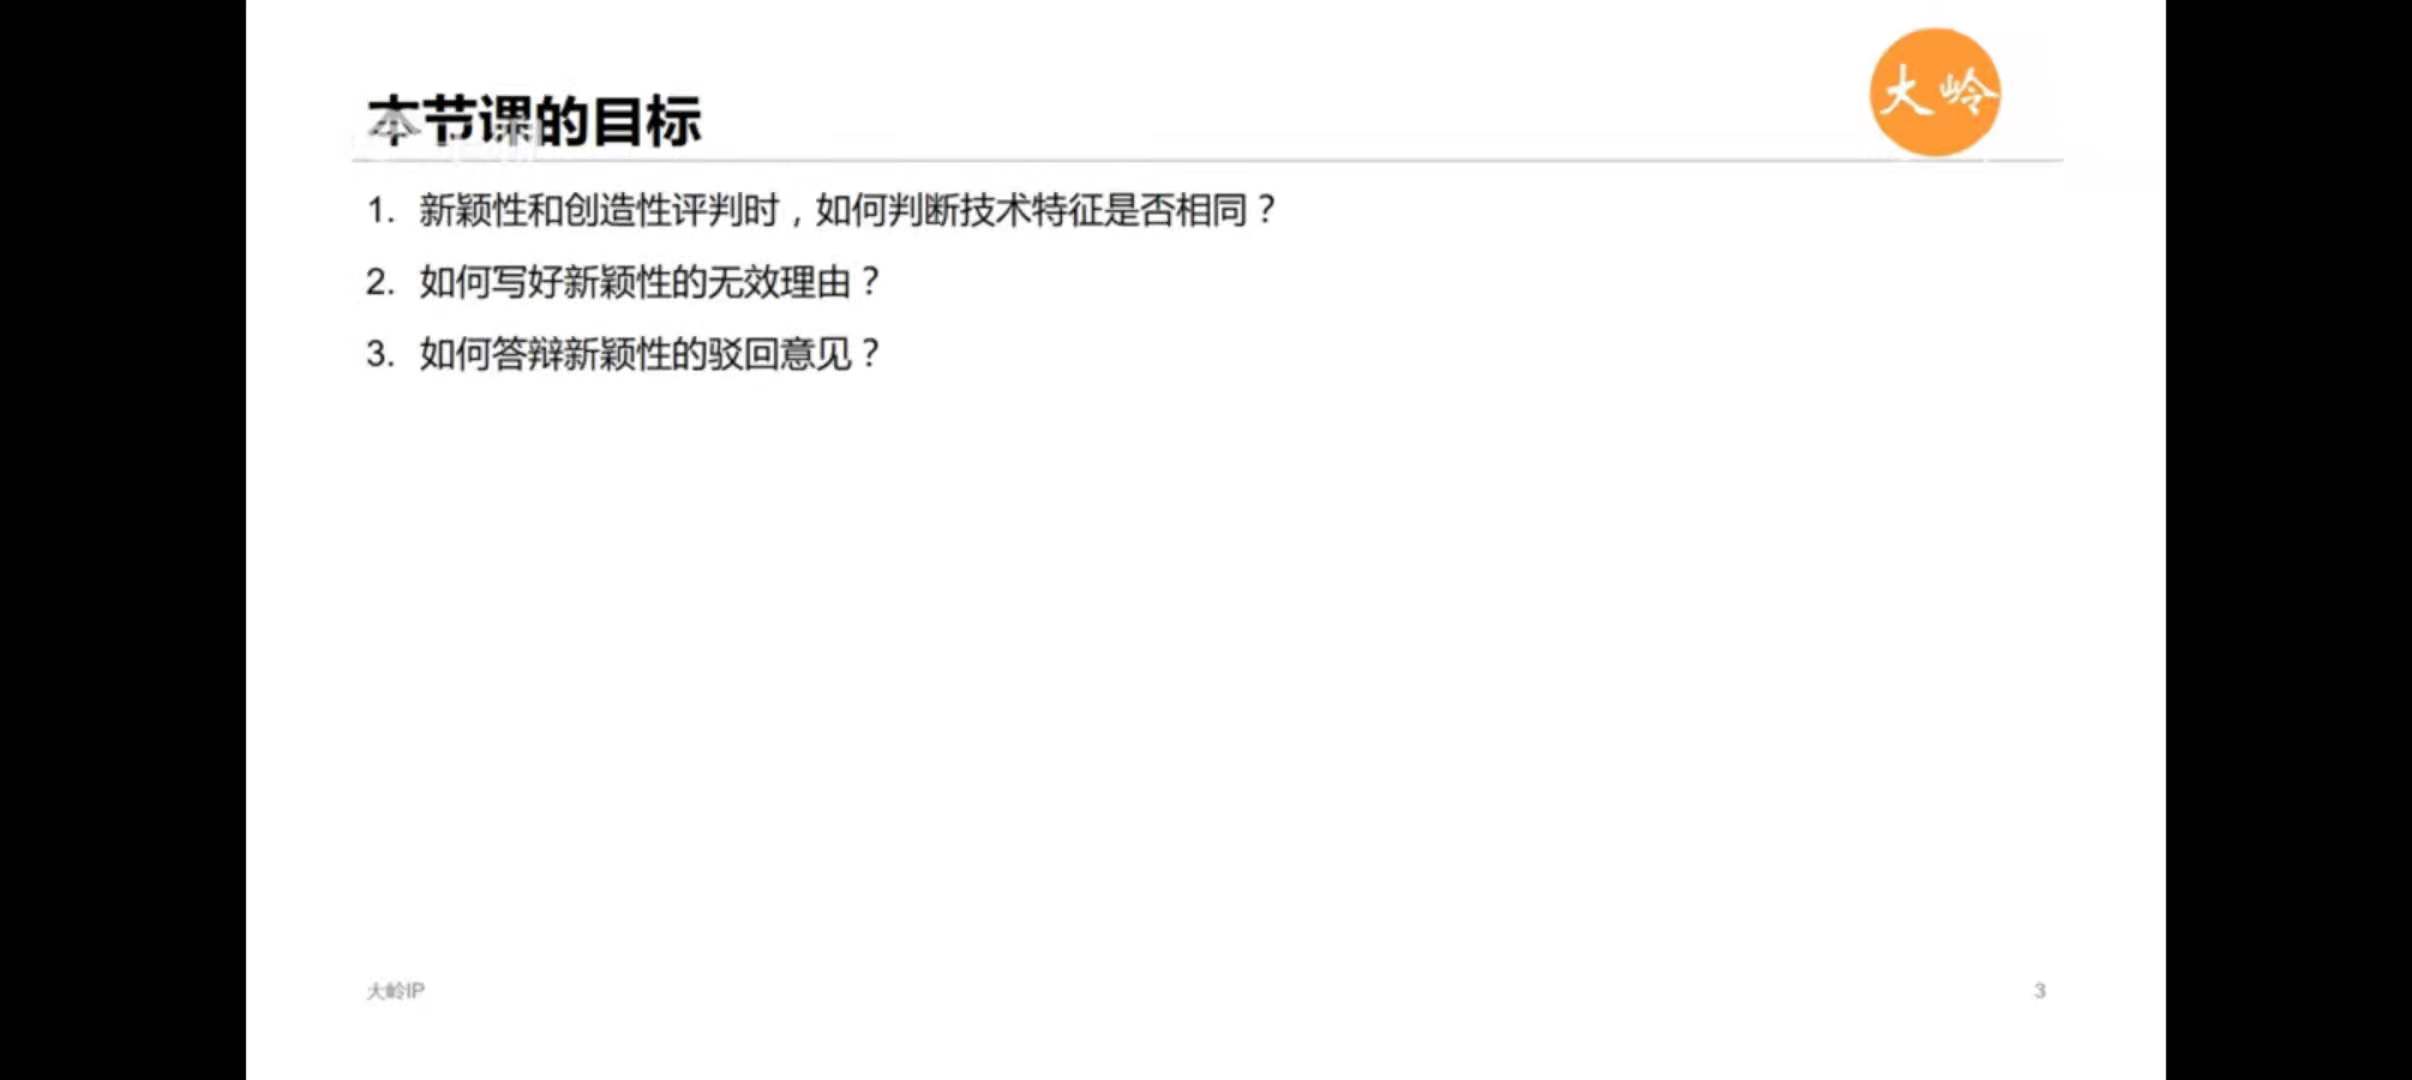 大岭
本节课的目标
1. 新颖性和创造性评判时，如何判断技术特征是否相同？
2. 如何写好新颖性的无效理由？
3. 如何答辩新颖性的驳回意见？
大岭IP
3